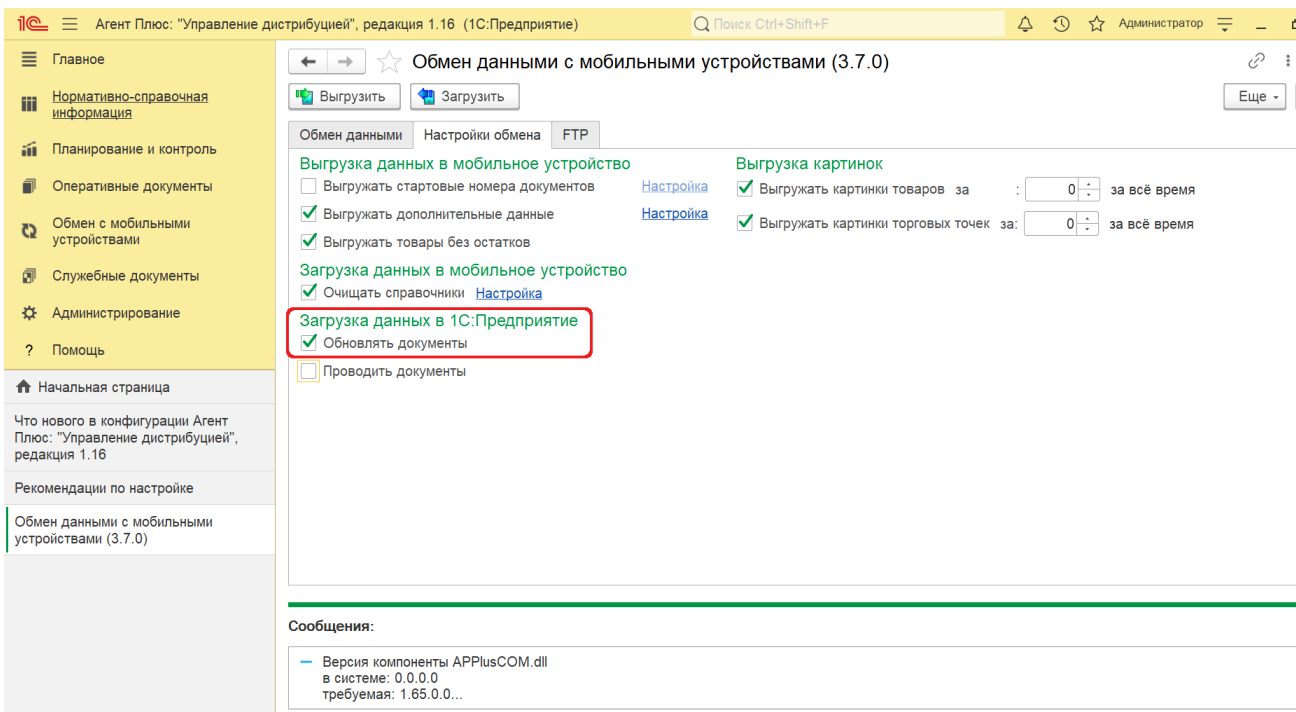 1С Агент Плюс: "Управление дистрибуцией", редакция 1.16 (1С:Предприятие) Поиск Ctrl+Shift+F Администратор
Главное
Нормативно-справочная
информация
Планирование и контроль
Оперативные документы
Обмен с мобильными
устройствами
Служебные документы
Администрирование
? Помощь
Начальная страница
Что нового в конфигурации Агент
Плюс: "Управление дистрибуцией",
редакция 1.16
Рекомендации по настройке
Обмен данными с мобильными
устройствами (3.7.0)
Обмен данными с мобильными устройствами (3.7.0)
Выгрузить Загрузить Еще
Обмен данными Настройки обмена FTP
Выгрузка данных в мобильное устройство
Выгружать стартовые номера документов Настройка
Выгружать дополнительные данные Настройка
Выгружать товары без остатков
Загрузка данных в мобильное устройство
Очищать справочники Настройка
Загрузка данных в 1С:Предприятие
Обновлять документы
Проводить документы
Выгрузка картинок
Выгружать картинки товаров за : 0 за всё время
Выгружать картинки торговых точек за: 0 за всё время
Сообщения:
Версия компоненты APPlusCOM.dll
в системе: 0.0.0.0
требуемая: 1.65.0.0...